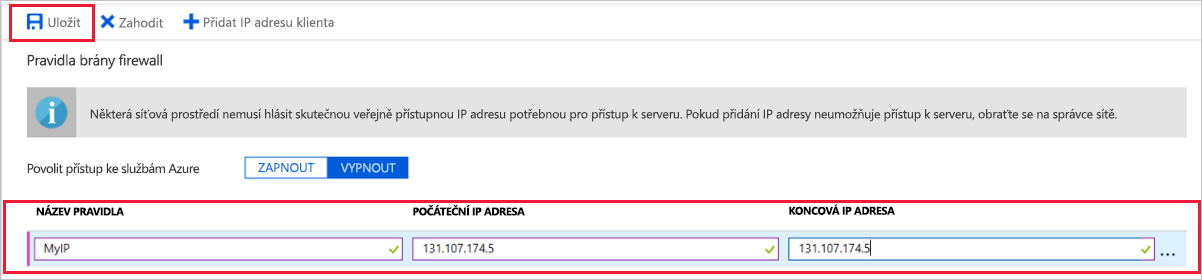 Uložit Zahodit Přidat IP adresu klienta
Pravidla brány firewall
Některá síťová prostředí nemusí hlásit skutečnou veřejně přístupnou IP adresu potřebnou pro přístup k serveru. Pokud přidání IP adresy neumožňuje přístup k serveru, obraťte se na správce sítě.
Povolit přístup ke službám Azure ZAPNOUT VYPNOUT
NÁZEV PRAVIDLA POČÁTEČNÍ IP ADRESA KONCOVÁ IP ADRESA
MyIP 131.107.174.5 131.107.174.5 ...